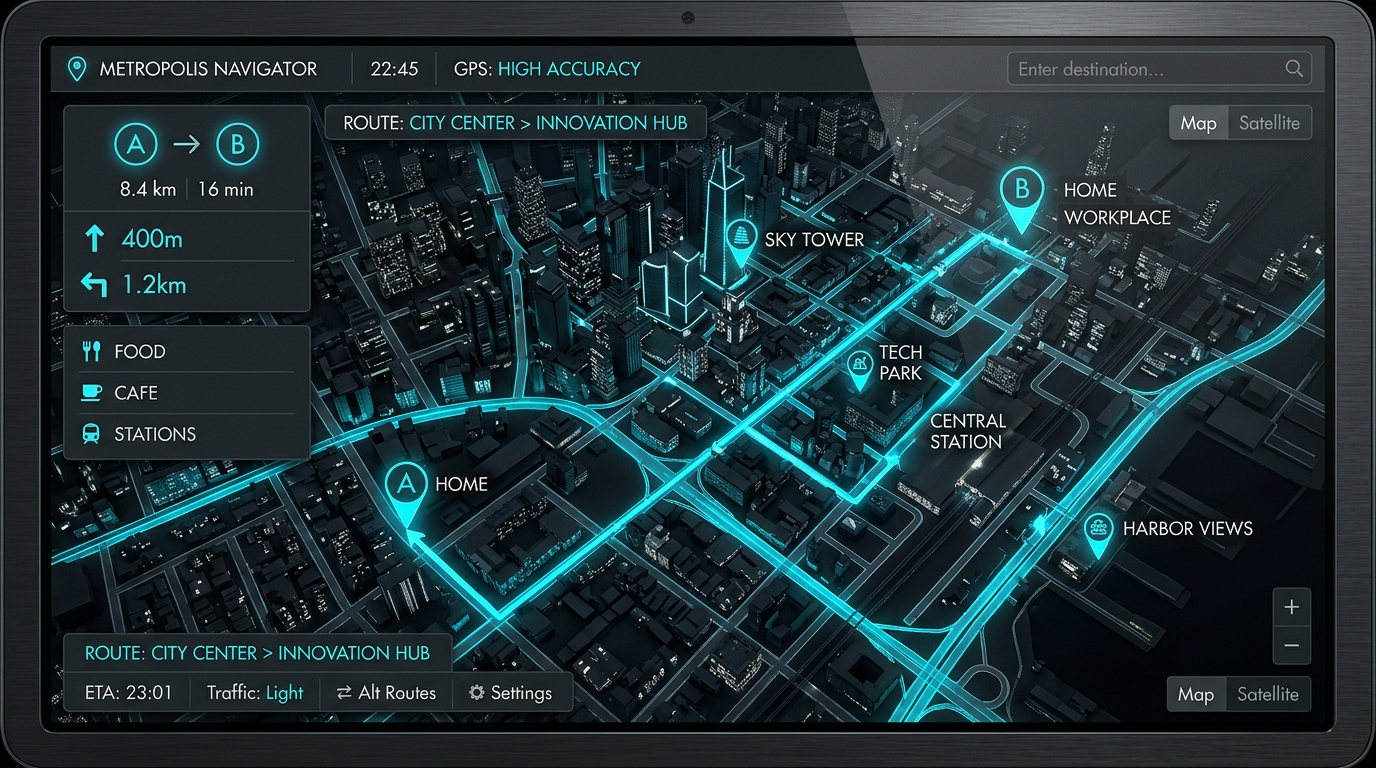 METROPOLIS NAVIGATOR
22:45
GPS: HIGH ACCURACY
Enter destination...
A → B
8.4 km | 16 min
400m
1.2km
FOOD
CAFE
STATIONS
ROUTE: CITY CENTER > INNOVATION HUB
Map
Satellite
B
HOME
WORKPLACE
SKY TOWER
TECH
PARK
CENTRAL
STATION
A
HOME
HARBOR VIEWS
+
−
ROUTE: CITY CENTER > INNOVATION HUB
ETA: 23:01
Traffic: Light
Alt Routes
Settings
Map
Satellite